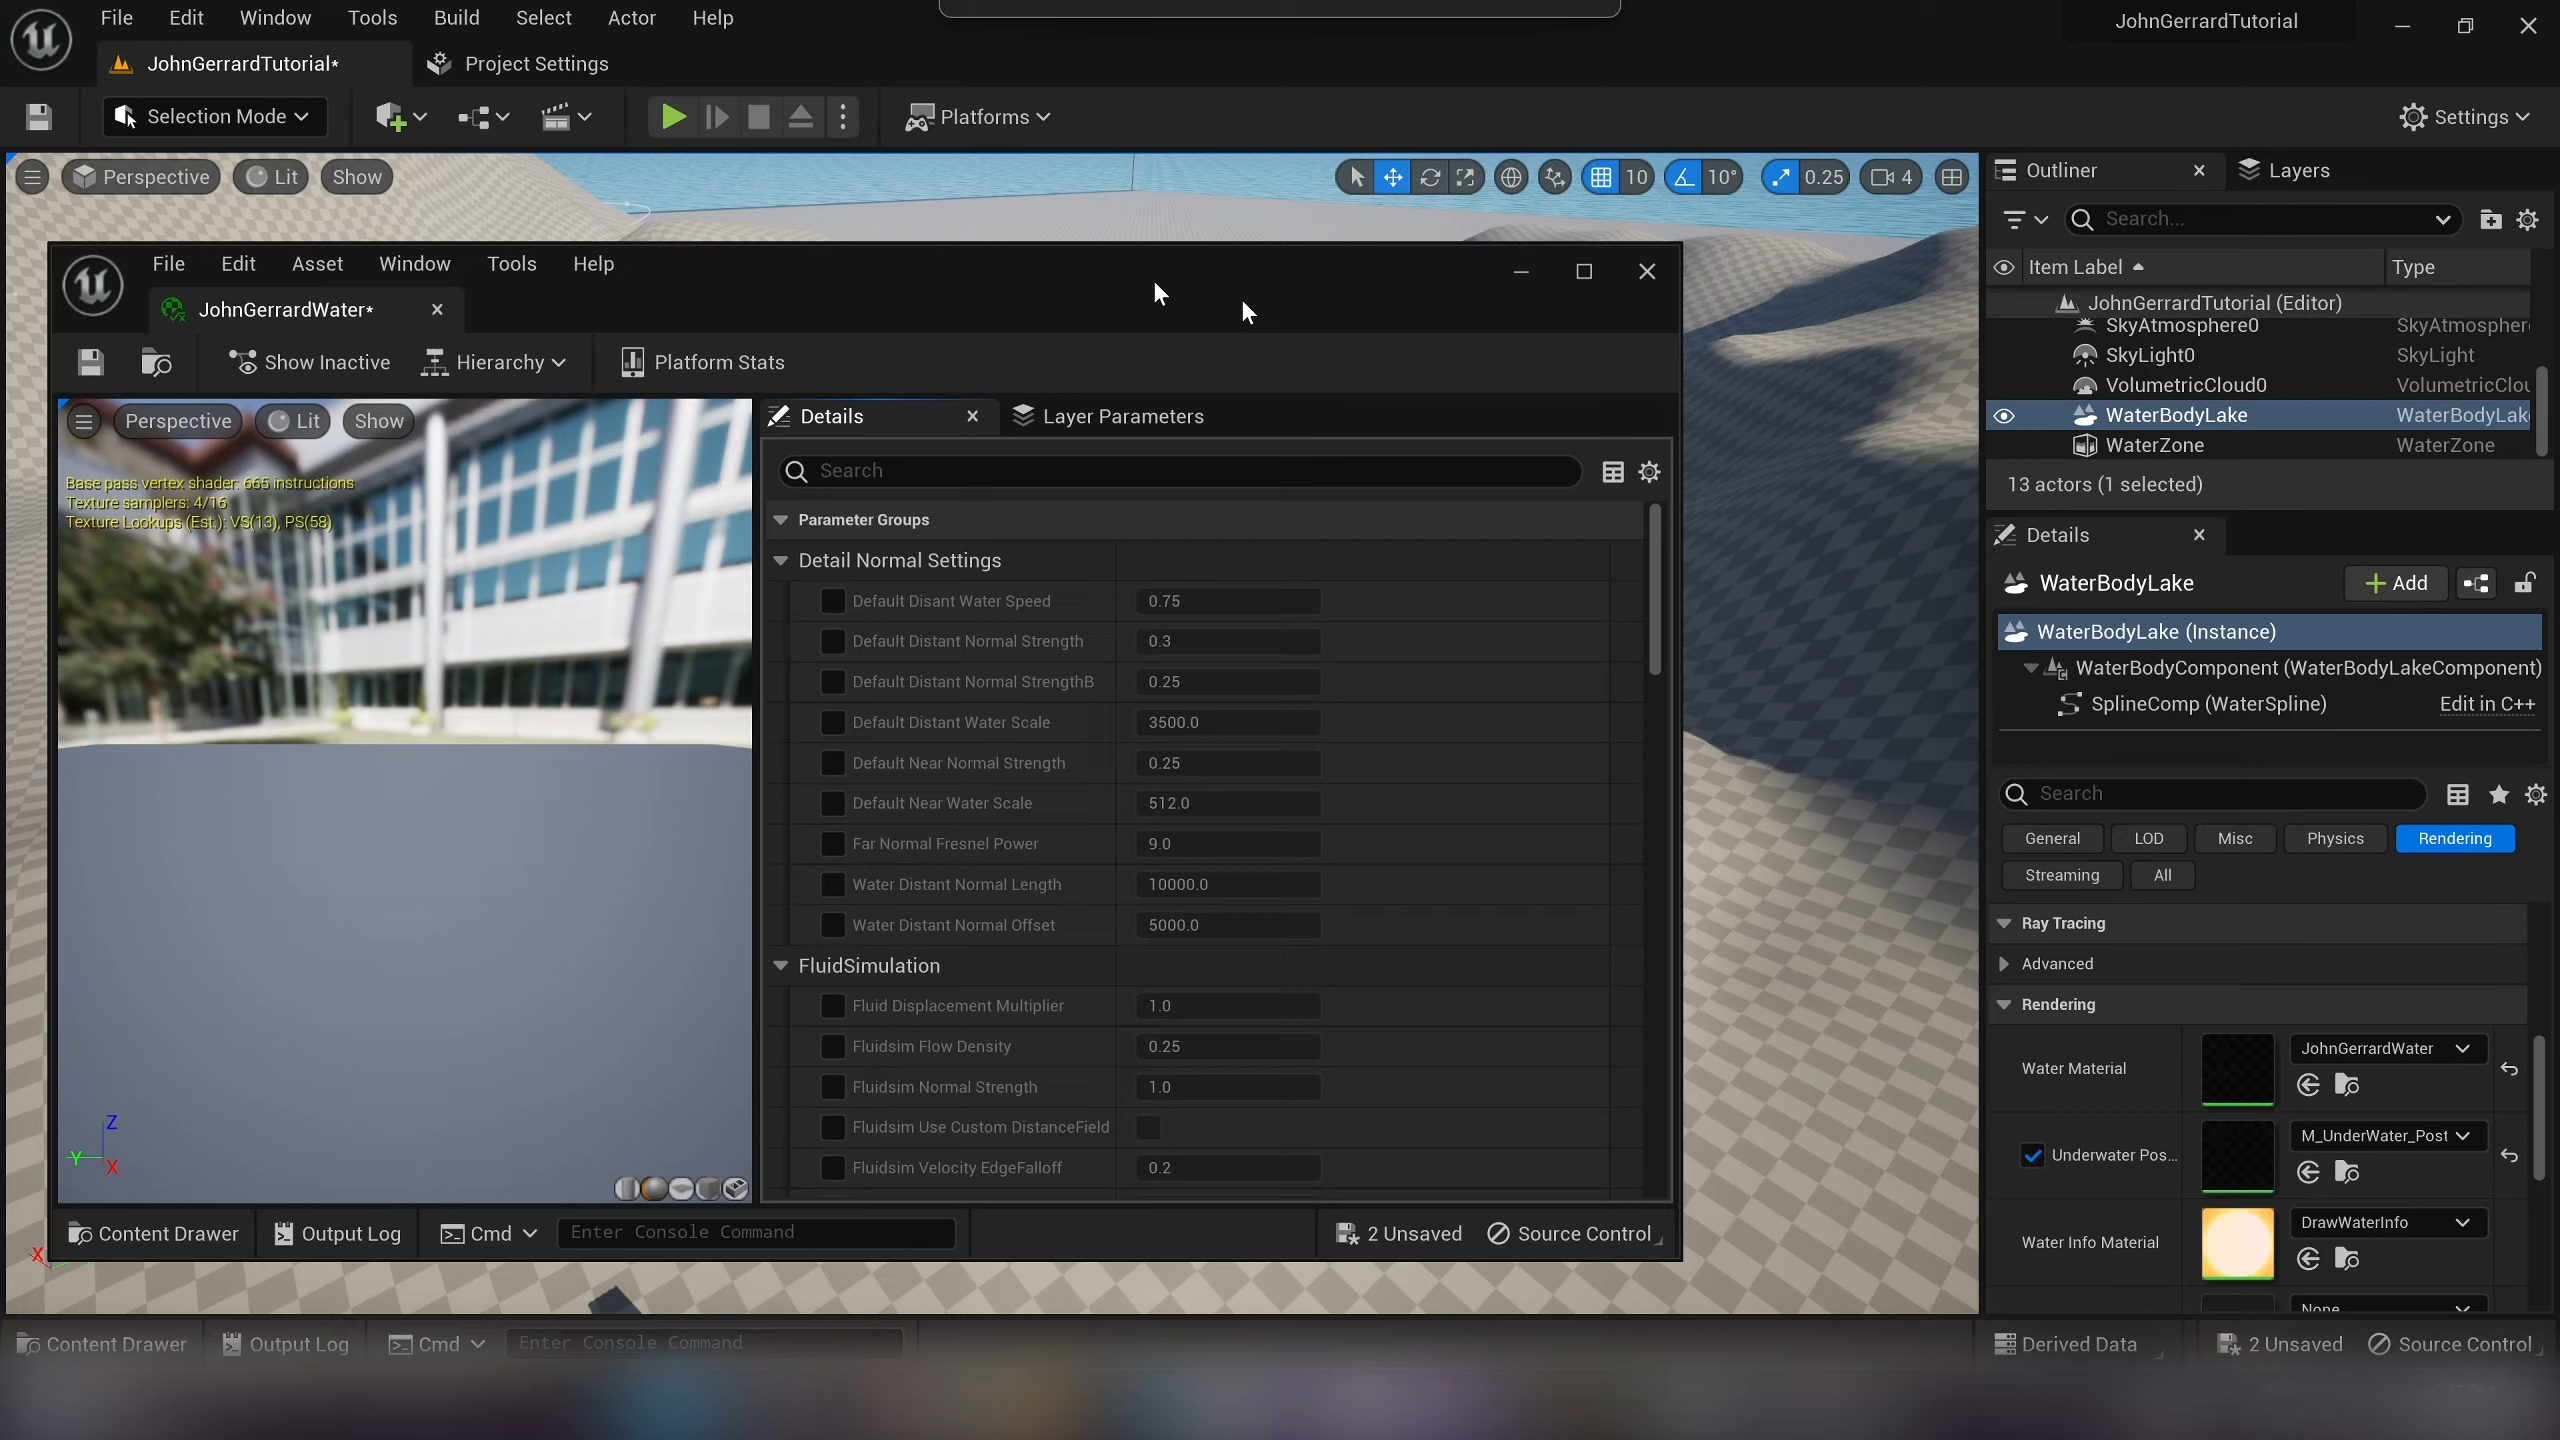 File Edit Window Tools Build Select Actor Help
JohnGerrardTutorial
JohnGerrardTutorial*
Project Settings
Selection Mode
Platforms
Settings
Perspective
Lit
Show
10
10°
0.25
4
Outliner
Layers
Search...
Item Label
Type
JohnGerrardTutorial (Editor)
SkyAtmosphere0 SkyAtmospher
SkyLight0 SkyLight
VolumetricCloud0 VolumetricClou
WaterBodyLake WaterBodyLak
WaterZone WaterZone
13 actors (1 selected)
File Edit Asset Window Tools Help
JohnGerrardWater*
Show Inactive
Hierarchy
Platform Stats
Perspective
Lit
Show
Base pass vertex shader: 665 instructions
Texture samplers: 4/16
Texture Lookups (Est.): VS(13), PS(58)
Z
Y
X
Details
Layer Parameters
Search
Parameter Groups
Detail Normal Settings
Default Disant Water Speed 0.75
Default Distant Normal Strength 0.3
Default Distant Normal StrengthB 0.25
Default Distant Water Scale 3500.0
Default Near Normal Strength 0.25
Default Near Water Scale 512.0
Far Normal Fresnel Power 9.0
Water Distant Normal Length 10000.0
Water Distant Normal Offset 5000.0
FluidSimulation
Fluid Displacement Multiplier 1.0
Fluidsim Flow Density 0.25
Fluidsim Normal Strength 1.0
Fluidsim Use Custom DistanceField
Fluidsim Velocity EdgeFalloff 0.2
Content Drawer
Output Log
Cmd
Enter Console Command
2 Unsaved
Source Control
X
Details
WaterBodyLake
Add
WaterBodyLake (Instance)
WaterBodyComponent (WaterBodyLakeComponent)
SplineComp (WaterSpline) Edit in C++
Search
General LOD Misc Physics Rendering
Streaming All
Ray Tracing
Advanced
Rendering
Water Material JohnGerrardWater
Underwater Pos... M_UnderWater_Post
Water Info Material DrawWaterInfo
None
Content Drawer
Output Log
Cmd
Enter Console Command
Derived Data
2 Unsaved
Source Control